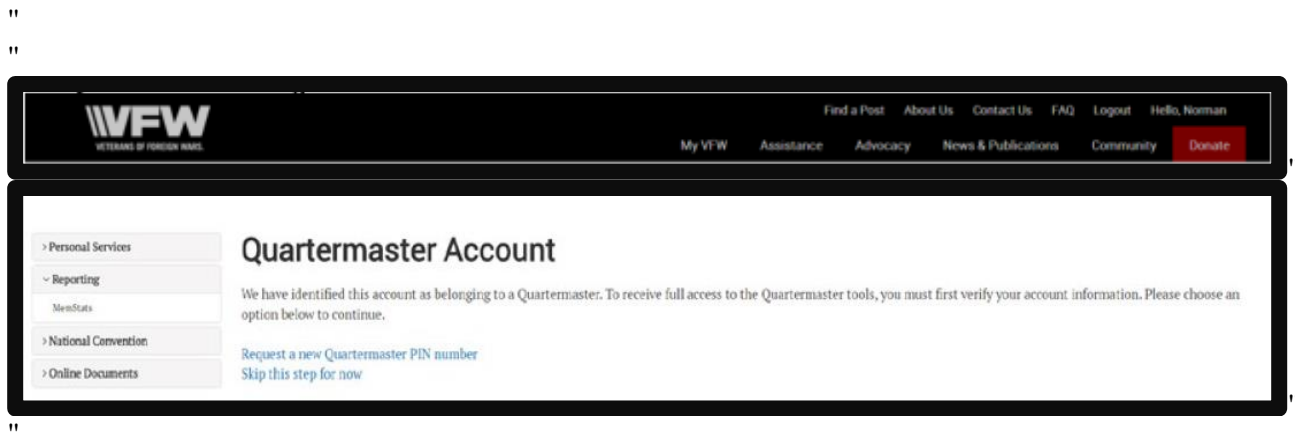 "
"
VFW
VETERANS OF FOREIGN WARS.
Find a Post About Us Contact Us FAQ Logout Hello, Norman
My VFW Assistance Advocacy News & Publications Community Donate
,
> Personal Services
Reporting
MemStats
> National Convention
> Online Documents
Quartermaster Account
We have identified this account as belonging to a Quartermaster. To receive full access to the Quartermaster tools, you must first verify your account information. Please choose an
option below to continue.
Request a new Quartermaster PIN number
Skip this step for now
,
"